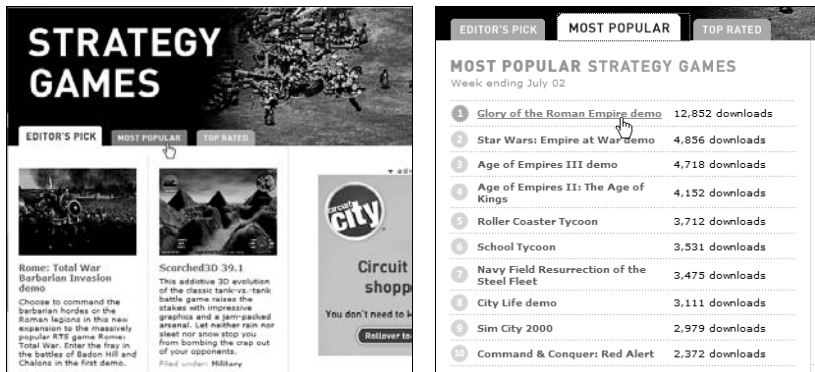 STRATEGY
GAMES
EDITOR'S PICK
MOST POPULAR
TOP RATED
Rome: Total War
Barbarian Invasion
demo
Choose to command the
barbarian hordes or the
Roman legions in this new
expansion to the massively
popular RTS game Rome:
Total War. Enter the fray in
the battles of Badon Hill and
Chalons in the first demo.
Scorched3D 39.1
This addictive 3D evolution
of the classic tank-vs.-tank
battle game raises the
stakes with impressive
graphics and a jam-packed
arsenal. Let neither rain nor
sleet nor snow stop you
from bombing the crap out
of your opponents.
Filed under: Military
▼ adv
circuit
city
Circuit
shopp
You don't need to k
Rollover to
EDITOR'S PICK
MOST POPULAR
TOP RATED
MOST POPULAR STRATEGY GAMES
Week ending July 02
1 Glory of the Roman Empire demo 12,852 downloads
2 Star Wars: Empire at War demo 4,856 downloads
3 Age of Empires III demo 4,718 downloads
4 Age of Empires II: The Age of
Kings 4,152 downloads
5 Roller Coaster Tycoon 3,712 downloads
6 School Tycoon 3,531 downloads
7 Navy Field Resurrection of the
Steel Fleet 3,475 downloads
8 City Life demo 3,111 downloads
9 Sim City 2000 2,979 downloads
10 Command & Conquer: Red Alert 2,372 downloads